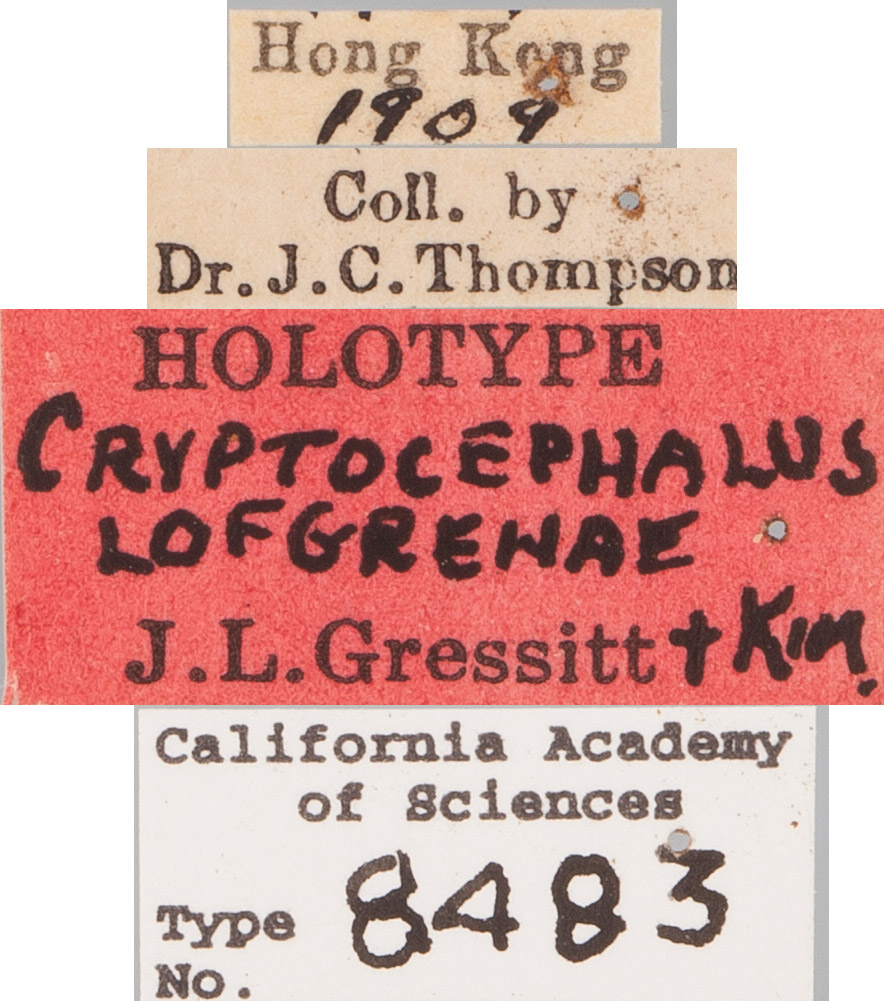 Hong Kong
1909
Coll. by
Dr. J. C. Thompson
HOLOTYPE
CRYPTOCEPHALUS
LOFGRENAE
J. L. Gressitt + Kim.
California Academy
of Sciences
8483
Type
No.